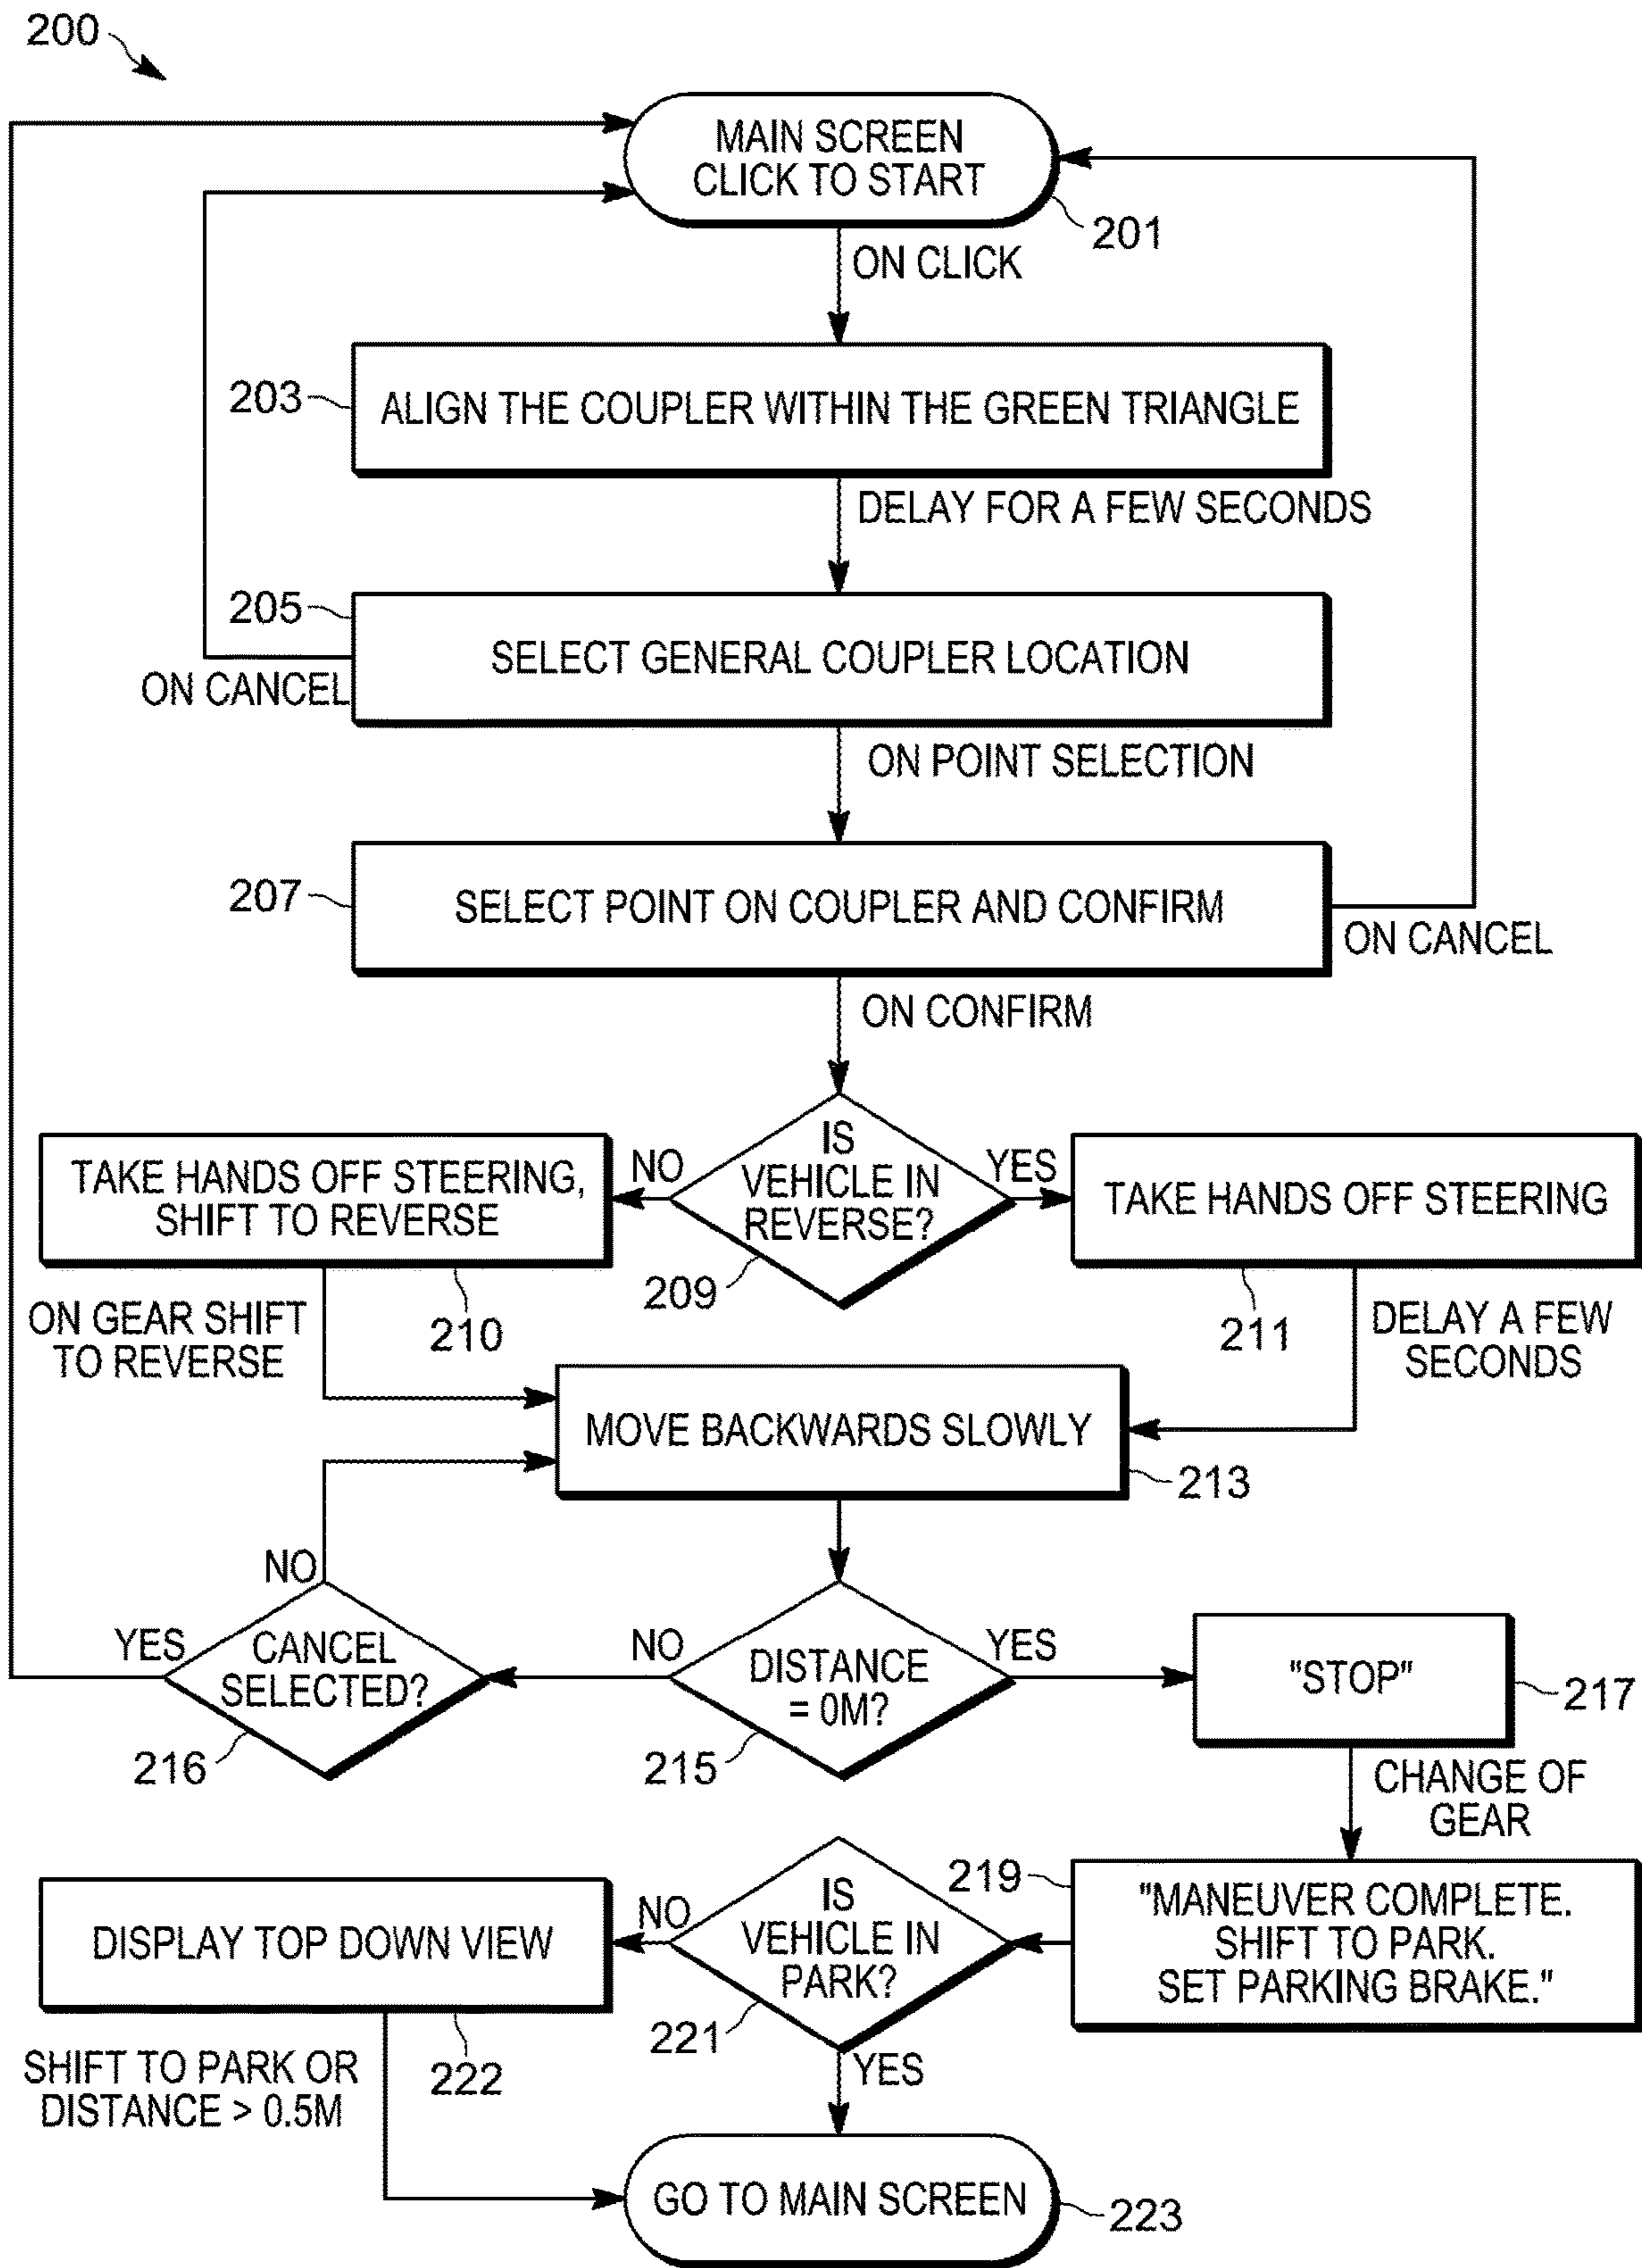 200
MAIN SCREEN
CLICK TO START
201
ON CLICK
203
ALIGN THE COUPLER WITHIN THE GREEN TRIANGLE
DELAY FOR A FEW SECONDS
205
SELECT GENERAL COUPLER LOCATION
ON CANCEL
ON POINT SELECTION
207
SELECT POINT ON COUPLER AND CONFIRM
ON CANCEL
ON CONFIRM
TAKE HANDS OFF STEERING,
SHIFT TO REVERSE
210
NO
IS
VEHICLE IN
REVERSE?
209
YES
TAKE HANDS OFF STEERING
211
ON GEAR SHIFT
TO REVERSE
DELAY A FEW
SECONDS
MOVE BACKWARDS SLOWLY
213
NO
YES
CANCEL
SELECTED?
216
NO
DISTANCE
= 0M?
215
YES
"STOP"
217
CHANGE OF
GEAR
219
"MANEUVER COMPLETE.
SHIFT TO PARK.
SET PARKING BRAKE."
IS
VEHICLE IN
PARK?
221
NO
DISPLAY TOP DOWN VIEW
222
YES
SHIFT TO PARK OR
DISTANCE > 0.5M
GO TO MAIN SCREEN
223